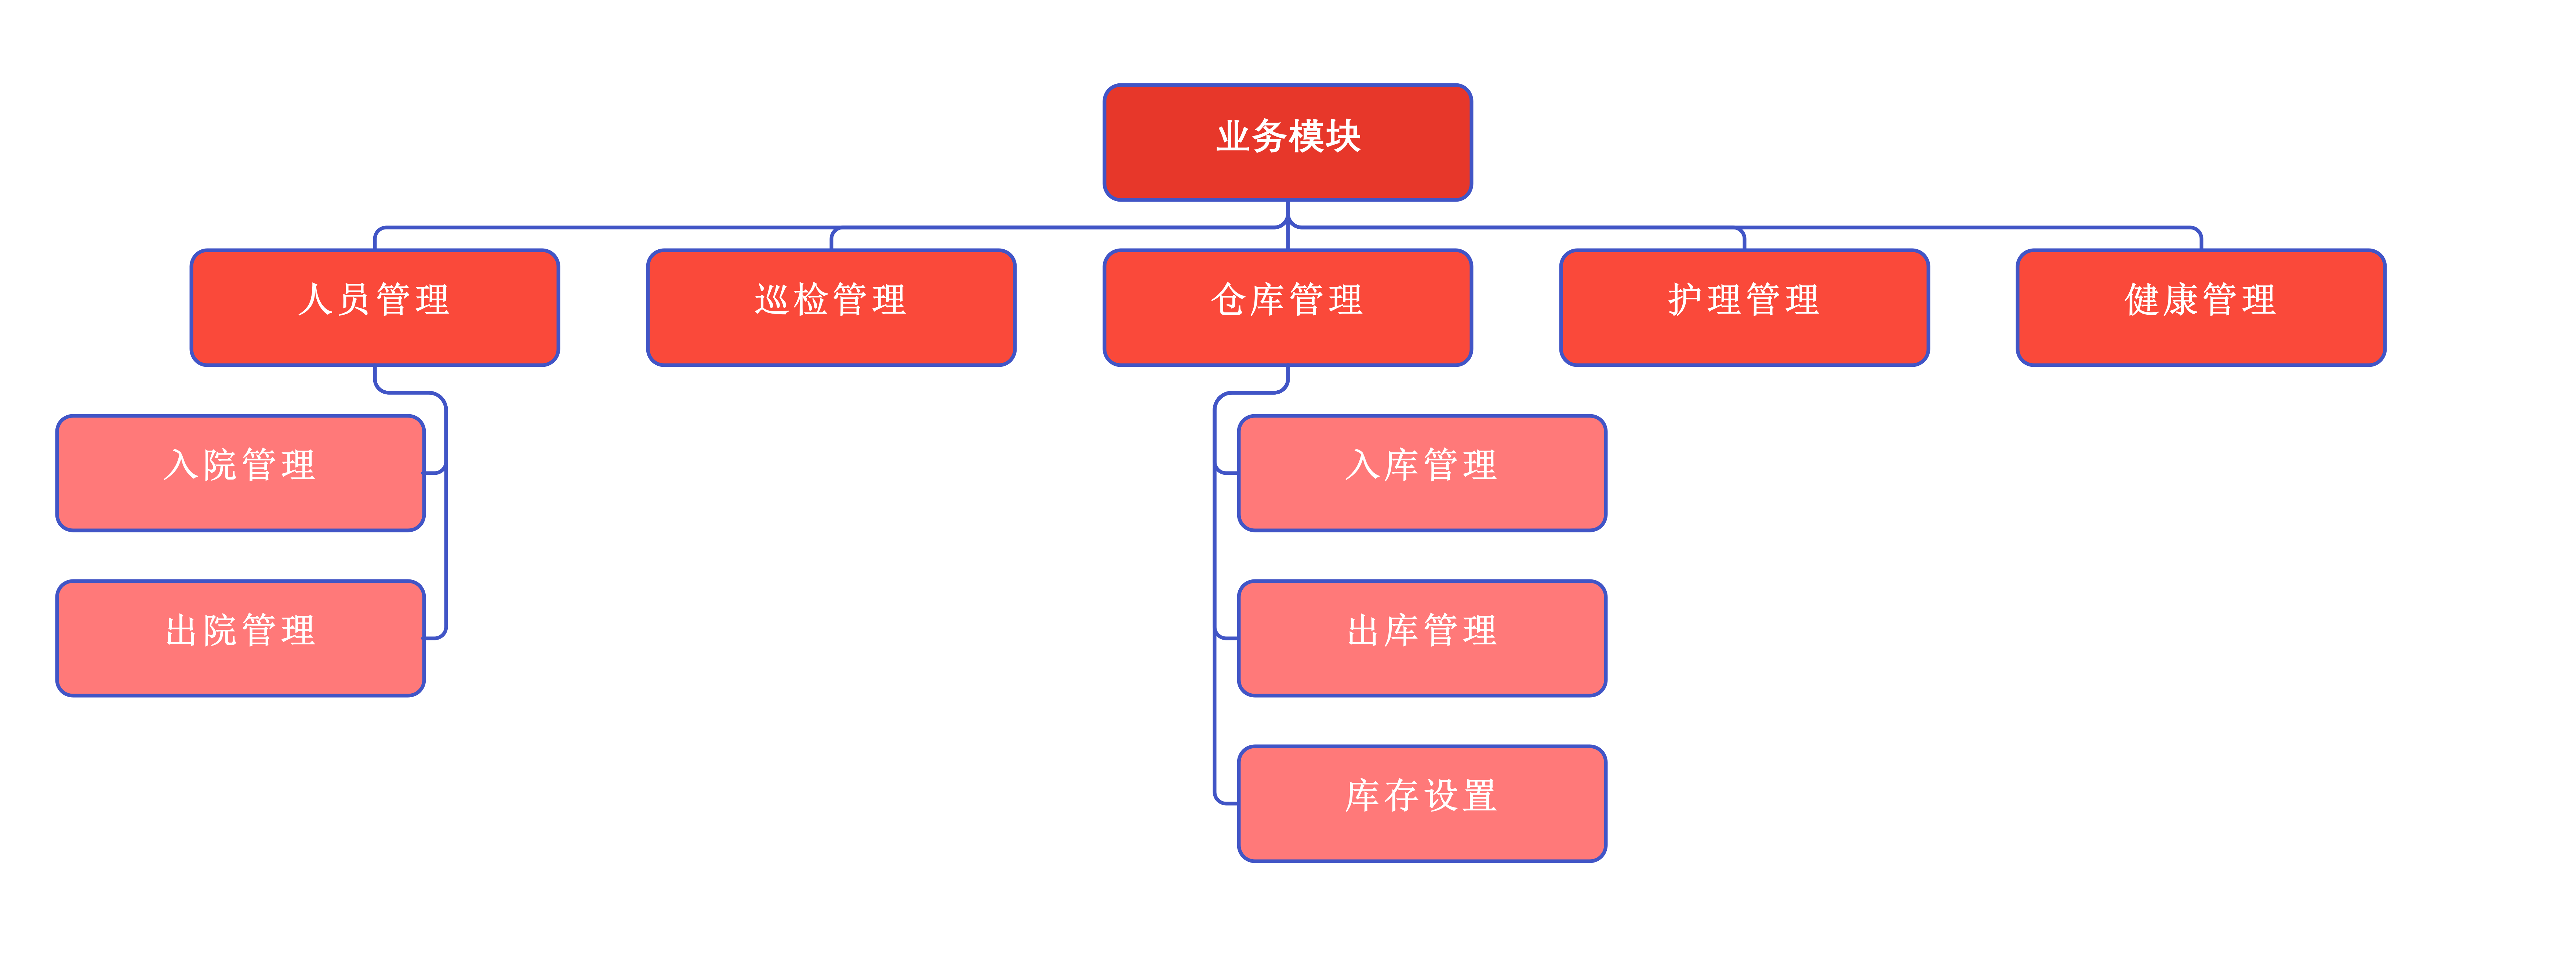 业务模块
人员管理
巡检管理
仓库管理
护理管理
健康管理
入院管理
出院管理
入库管理
出库管理
库存设置